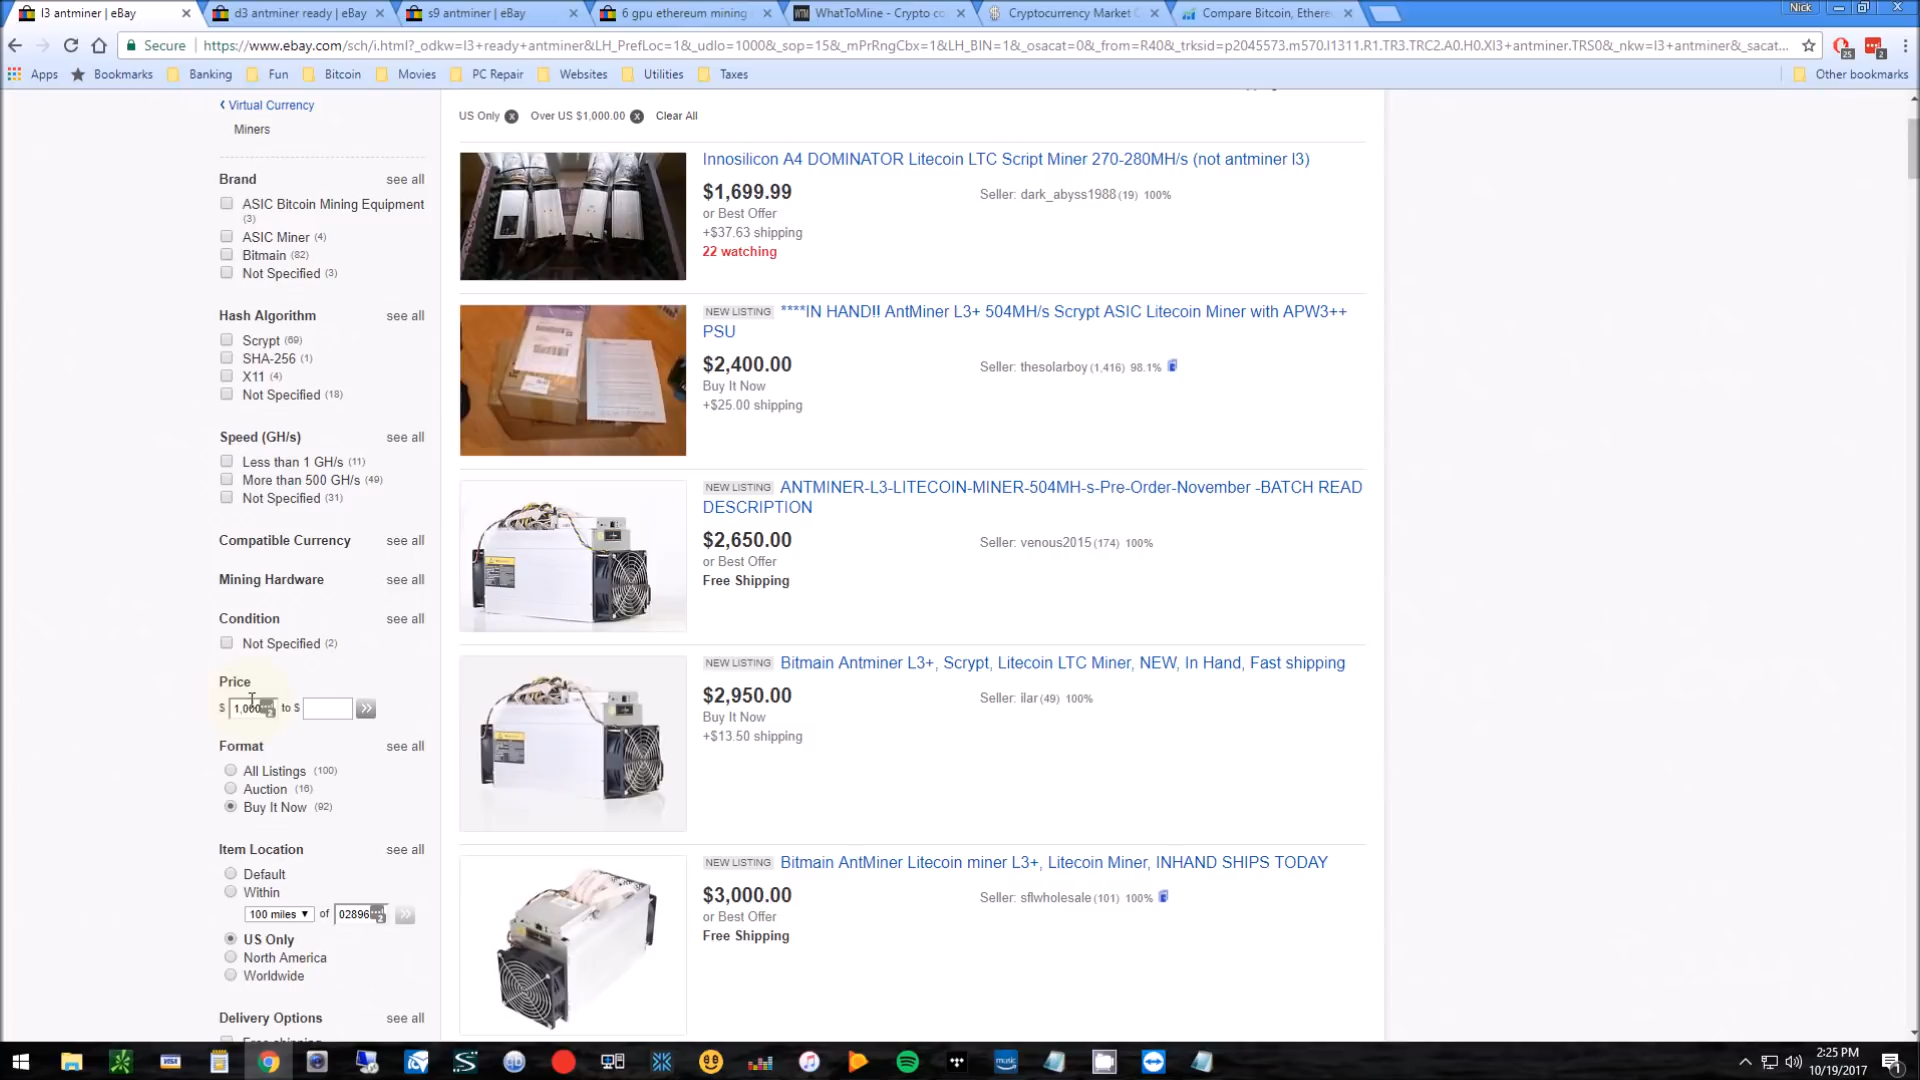 l3 antminer | eBay
d3 antminer ready | eBay
s9 antminer | eBay
6 gpu ethereum mining
WhatToMine - Crypto co
Cryptocurrency Market C
Compare Bitcoin, Ethere
Nick
Secure
https://www.ebay.com/sch/i.html?_odkw=l3+ready+antminer&LH_PrefLoc=1&_udlo=1000&_sop=15&_mPrRngCbx=1&LH_BIN=1&_osacat=0&_from=R40&_trksid=p2045573.m570.l1311.R1.TR3.TRC2.A0.H0.Xl3+antminer.TRS0&_nkw=l3+antminer&_sacat...
25
2
Apps
Bookmarks
Banking
Fun
Bitcoin
Movies
PC Repair
Websites
Utilities
Taxes
Other bookmarks
Virtual Currency
Miners
Brand see all
ASIC Bitcoin Mining Equipment
(3)
ASIC Miner (4)
Bitmain (82)
Not Specified (3)
Hash Algorithm see all
Scrypt (69)
SHA-256 (1)
X11 (4)
Not Specified (18)
Speed (GH/s) see all
Less than 1 GH/s (11)
More than 500 GH/s (49)
Not Specified (31)
Compatible Currency see all
Mining Hardware see all
Condition see all
Not Specified (2)
Price
$ 1,000 to $
Format see all
All Listings (100)
Auction (16)
Buy It Now (92)
Item Location see all
Default
Within
100 miles of 02896
US Only
North America
Worldwide
Delivery Options see all
Free shipping
US Only Over US $1,000.00 Clear All
Innosilicon A4 DOMINATOR Litecoin LTC Script Miner 270-280MH/s (not antminer l3)
$1,699.99
or Best Offer
+$37.63 shipping
22 watching
Seller: dark_abyss1988 (19) 100%
NEW LISTING ****IN HAND!! AntMiner L3+ 504MH/s Scrypt ASIC Litecoin Miner with APW3++
PSU
$2,400.00
Buy It Now
+$25.00 shipping
Seller: thesolarboy (1,416) 98.1%
NEW LISTING ANTMINER-L3-LITECOIN-MINER-504MH-s-Pre-Order-November -BATCH READ
DESCRIPTION
$2,650.00
or Best Offer
Free Shipping
Seller: venous2015 (174) 100%
NEW LISTING Bitmain Antminer L3+, Scrypt, Litecoin LTC Miner, NEW, In Hand, Fast shipping
$2,950.00
Buy It Now
+$13.50 shipping
Seller: ilar (49) 100%
NEW LISTING Bitmain AntMiner Litecoin miner L3+, Litecoin Miner, INHAND SHIPS TODAY
$3,000.00
or Best Offer
Free Shipping
Seller: sflwholesale (101) 100%
music
2:25 PM
10/19/2017
1